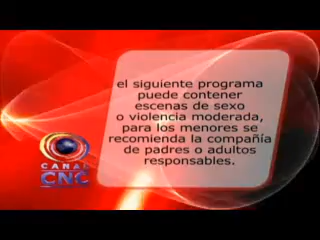 el siguiente programa
puede contener
escenas de sexo
o violencia moderada,
para los menores se
recomienda la compañía
de padres o adultos
responsables.
CANAL
CNC